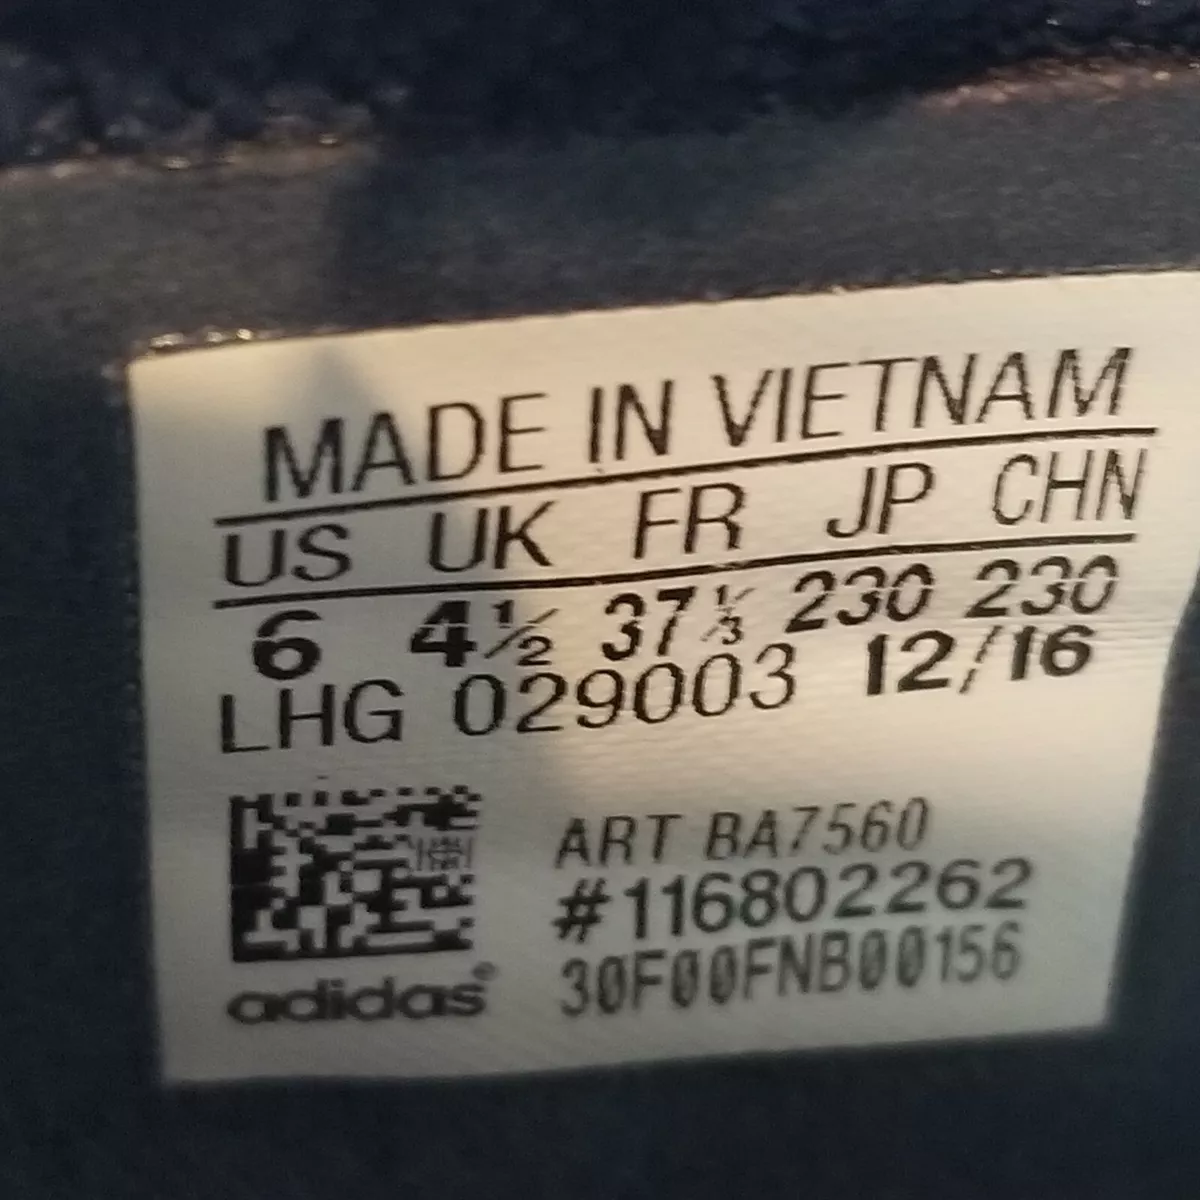 MADE IN VIETNAM
US UK FR JP CHN
6 4½ 37⅓ 230 230
LHG 029003 12/16
ART BA7560
#116802262
30F00FNB00156
adidas®